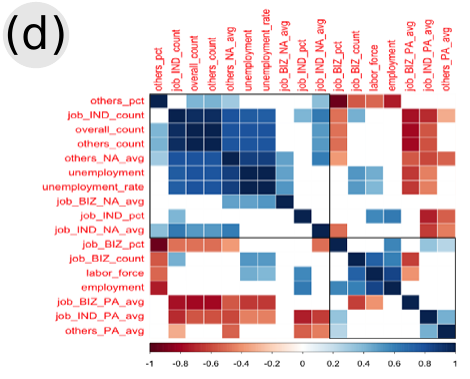 (d)
others_pct
job_IND_count
overall_count
others_count
others_NA_avg
unemployment
unemployment_rate
job_BIZ_NA_avg
job_IND_pct
job_IND_NA_avg
job_BIZ_pct
job_BIZ_count
labor_force
employment
job_BIZ_PA_avg
job_IND_PA_avg
others_PA_avg
others_pct
job_IND_count
overall_count
others_count
others_NA_avg
unemployment
unemployment_rate
job_BIZ_NA_avg
job_IND_pct
job_IND_NA_avg
job_BIZ_pct
job_BIZ_count
labor_force
employment
job_BIZ_PA_avg
job_IND_PA_avg
others_PA_avg
-1 -0.8 -0.6 -0.4 -0.2 0 0.2 0.4 0.6 0.8 1